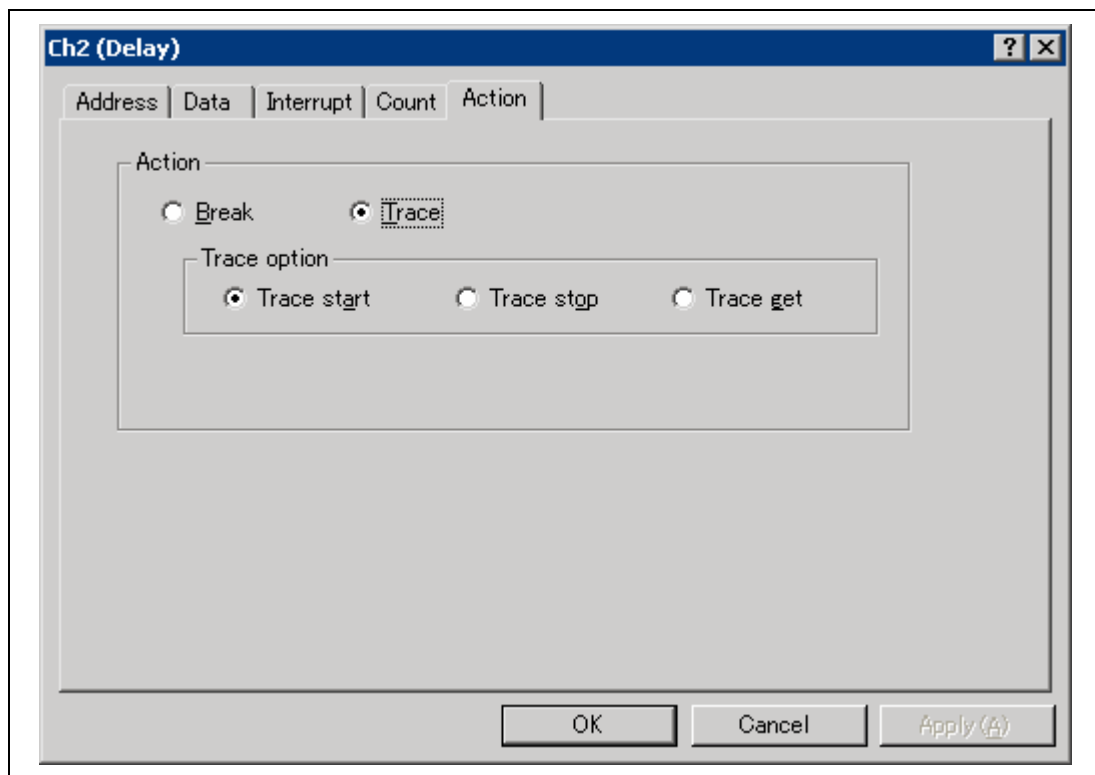 Ch2 (Delay)
Address Data Interrupt Count Action
Action
Break Trace
Trace option
Trace start Trace stop Trace get
OK Cancel Apply (A)